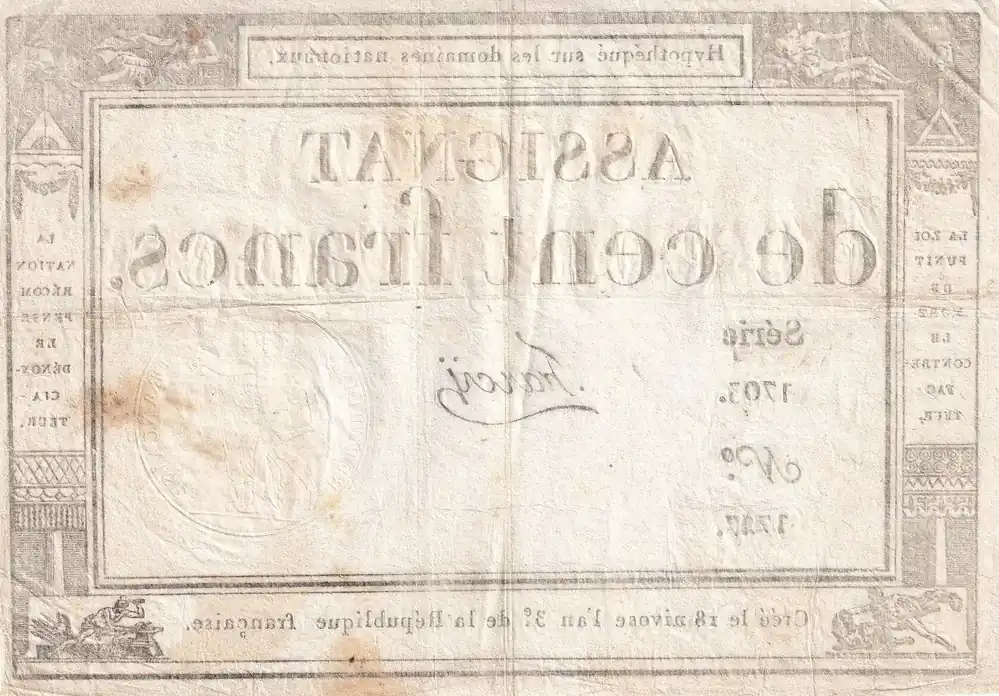 Hypothéqué sur les domaines nationaux.
ASSIGNAT
de cent francs.
Série
1703.
Nº.
LA LOI
PUNIT
DE
MORT
LE
CONTRE-
FAC
TEUR,
LA
NATION
RÉCOM
PENSE
LE
DÉNON-
CIA-
TEUR.
Créé le 18 nivose l'an 3e. de la République française.